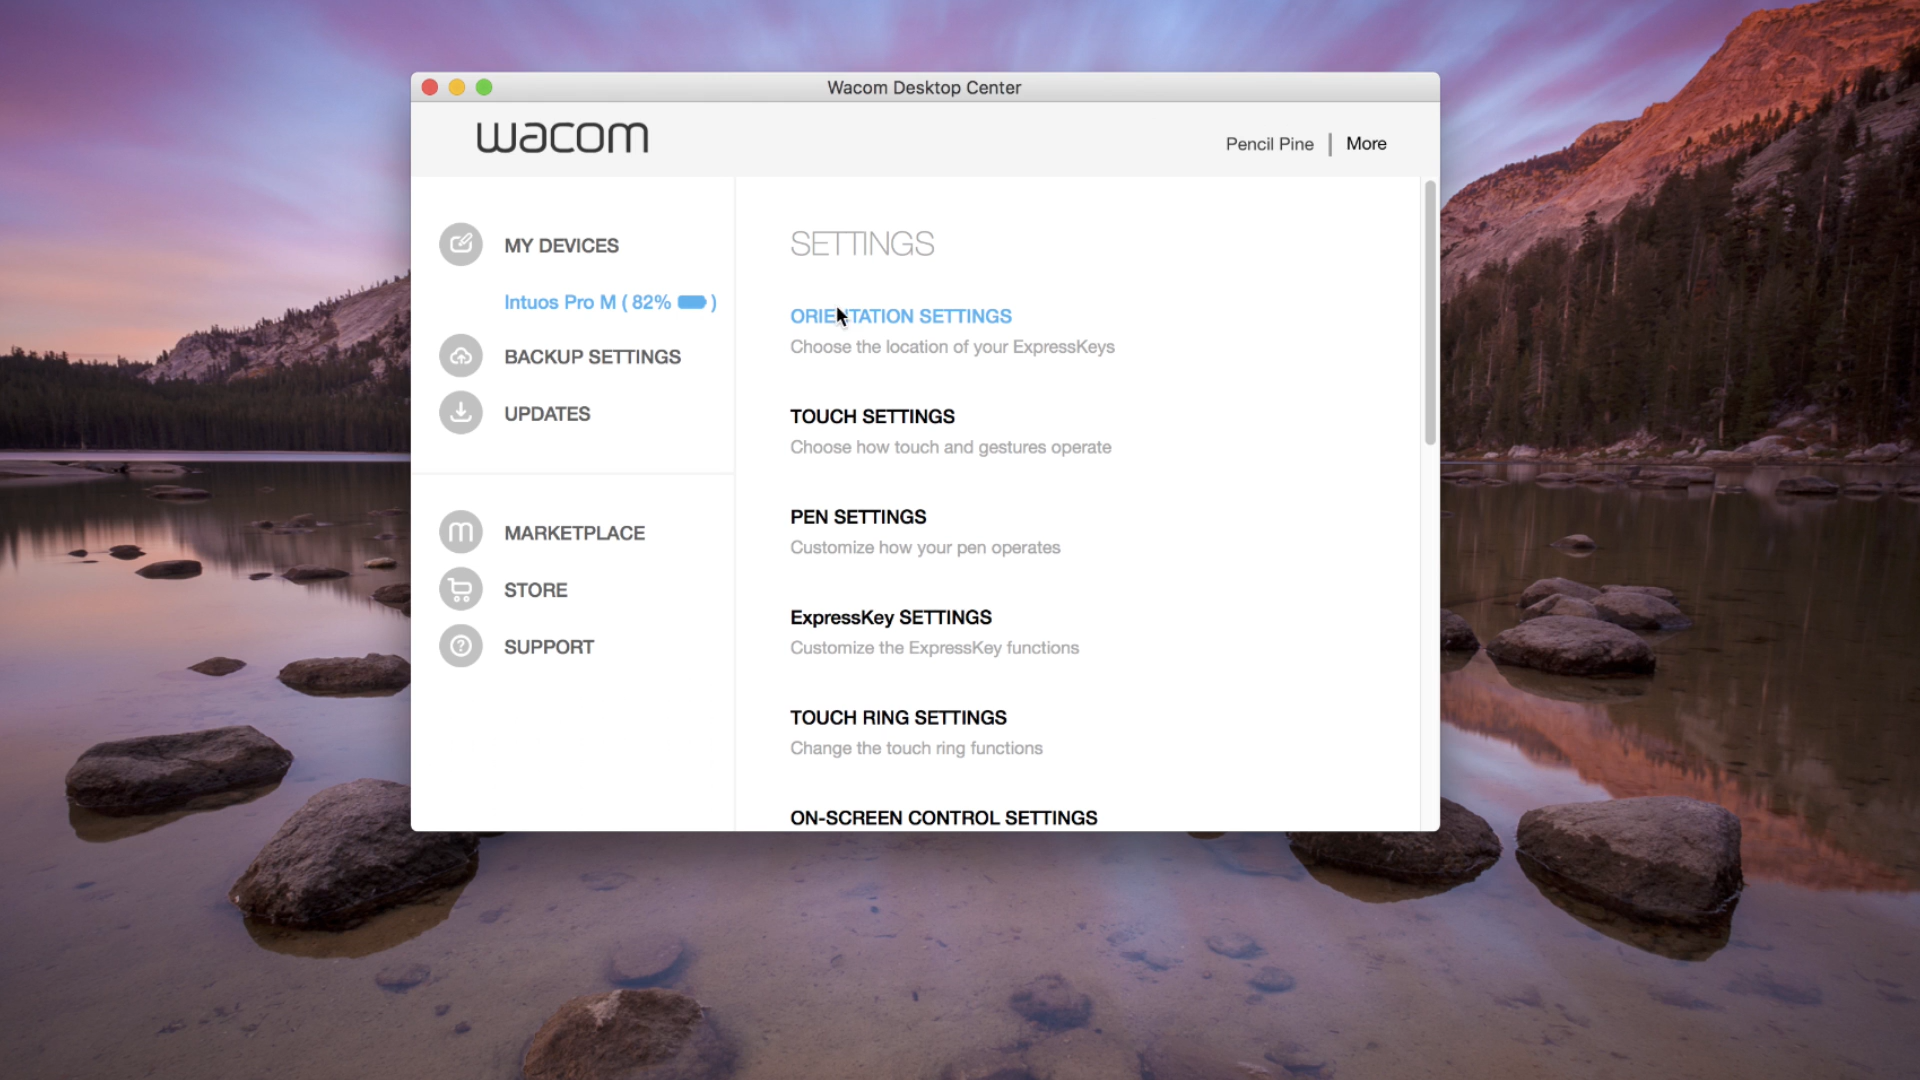 Wacom Desktop Center
wacom
Pencil Pine | More
MY DEVICES
Intuos Pro M ( 82% )
BACKUP SETTINGS
UPDATES
MARKETPLACE
STORE
SUPPORT
SETTINGS
ORIENTATION SETTINGS
Choose the location of your ExpressKeys
TOUCH SETTINGS
Choose how touch and gestures operate
PEN SETTINGS
Customize how your pen operates
ExpressKey SETTINGS
Customize the ExpressKey functions
TOUCH RING SETTINGS
Change the touch ring functions
ON-SCREEN CONTROL SETTINGS